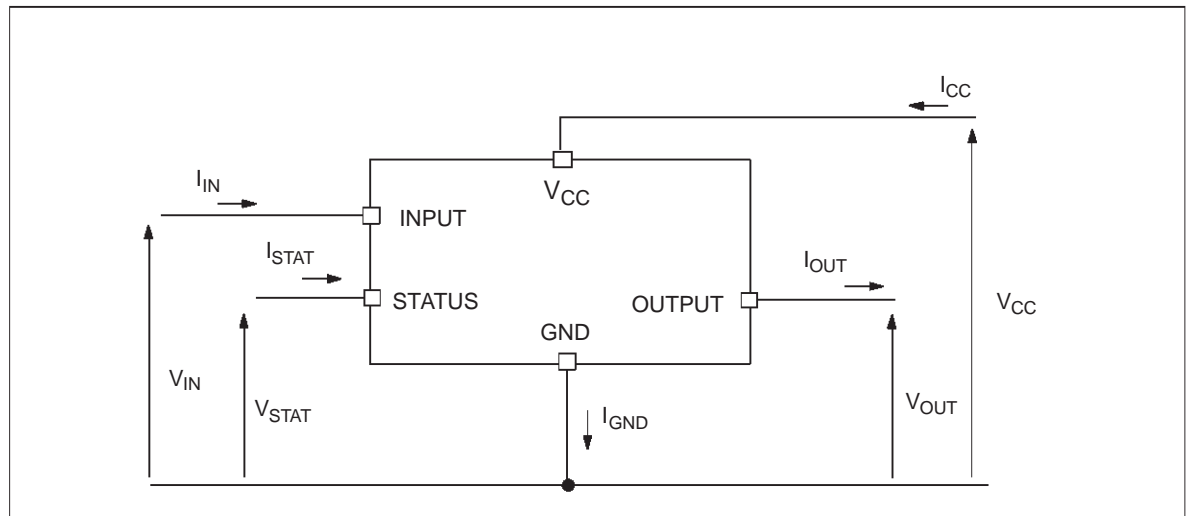 I_CC
V_CC
I_IN
INPUT
I_STAT
I_OUT
STATUS
OUTPUT
V_CC
GND
V_IN
V_STAT
I_GND
V_OUT